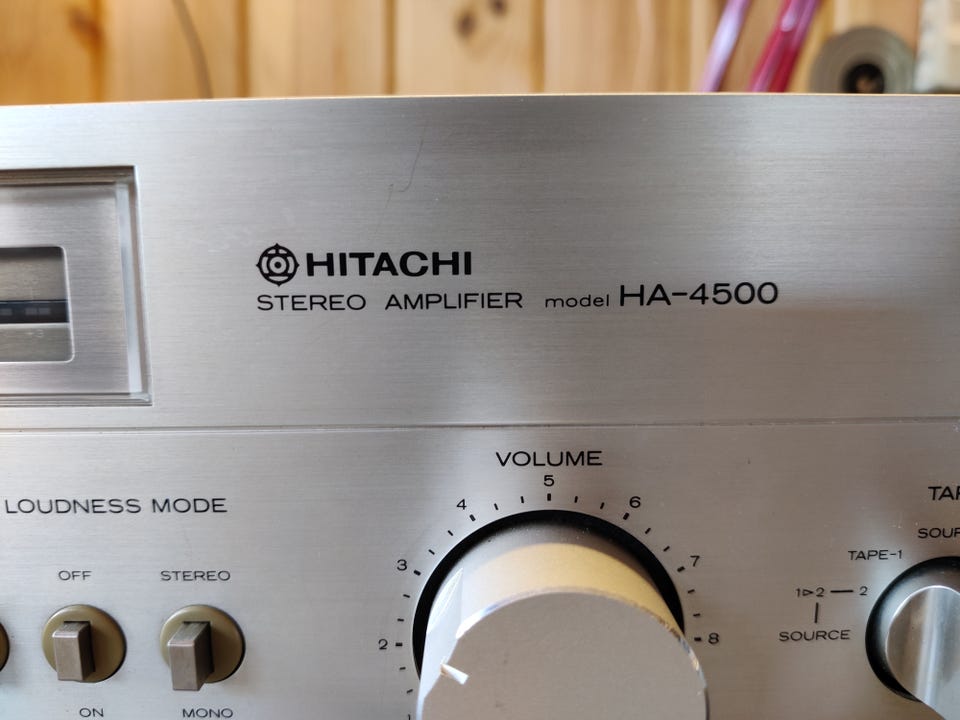 HITACHI
STEREO AMPLIFIER model HA-4500
VOLUME
5
4 6
3 7
2 8
1
LOUDNESS MODE
OFF STEREO
ON MONO
TAPE-1
1▷2 — 2
SOURCE